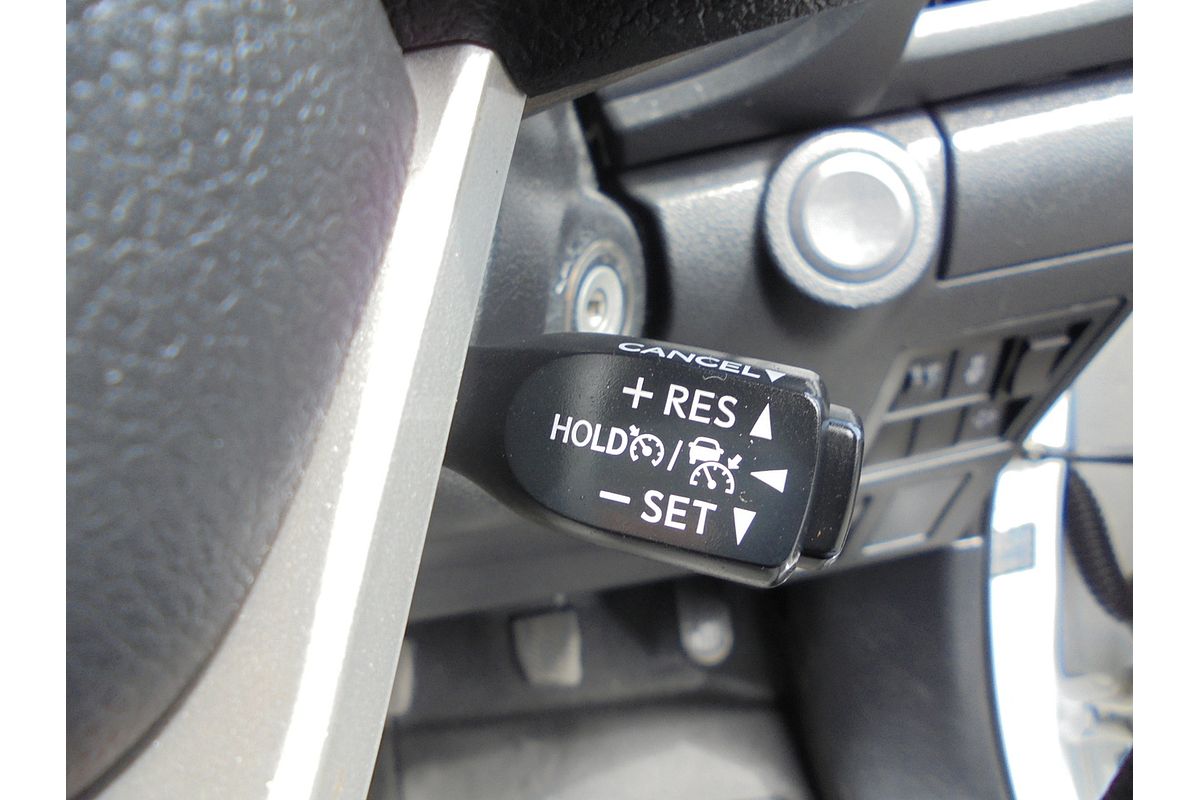 CANCEL▼
+ RES ▲
HOLD / ◀
− SET ▼